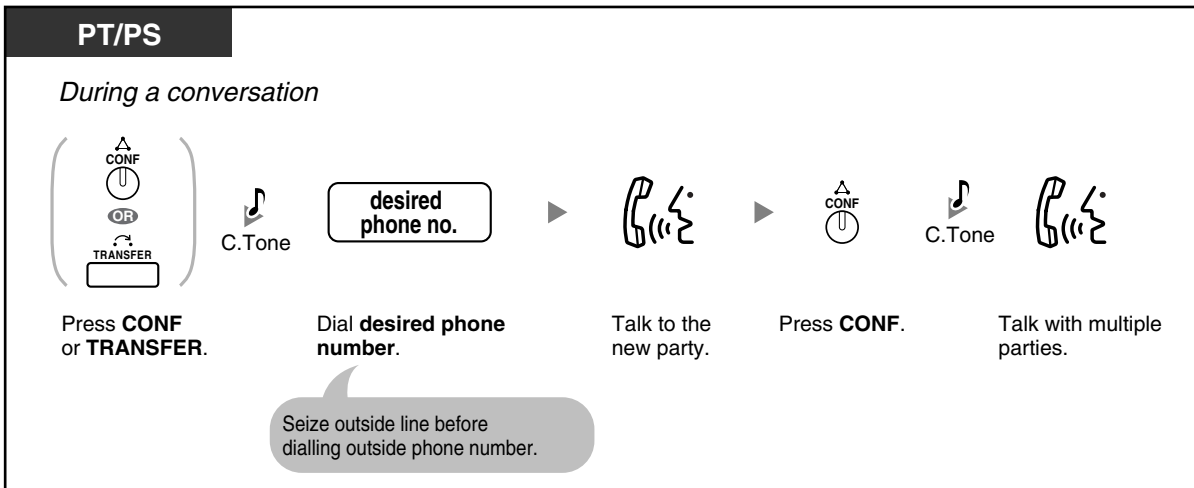 PT/PS
During a conversation
CONF
OR
TRANSFER
C.Tone
desired
phone no.
CONF
C.Tone
Press CONF
or TRANSFER.
Dial desired phone
number.
Talk to the
new party.
Press CONF.
Talk with multiple
parties.
Seize outside line before
dialling outside phone number.